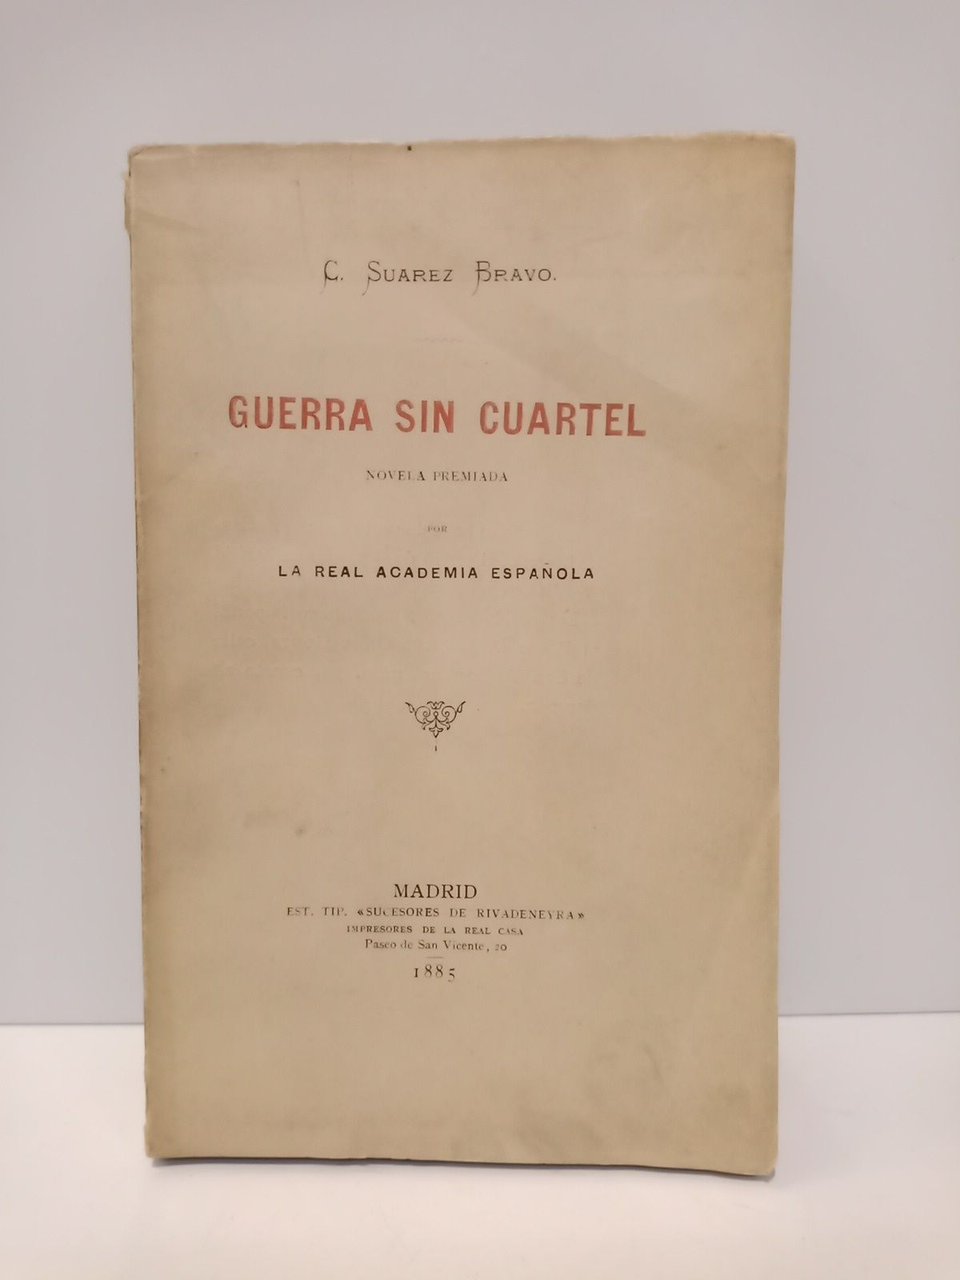 C. SUAREZ BRAVO.
GUERRA SIN CUARTEL
NOVELA PREMIADA
POR
LA REAL ACADEMIA ESPAÑOLA
MADRID
EST. TIP. «SUCESORES DE RIVADENEYRA»
IMPRESORES DE LA REAL CASA
Paseo de San Vicente, 20
1885